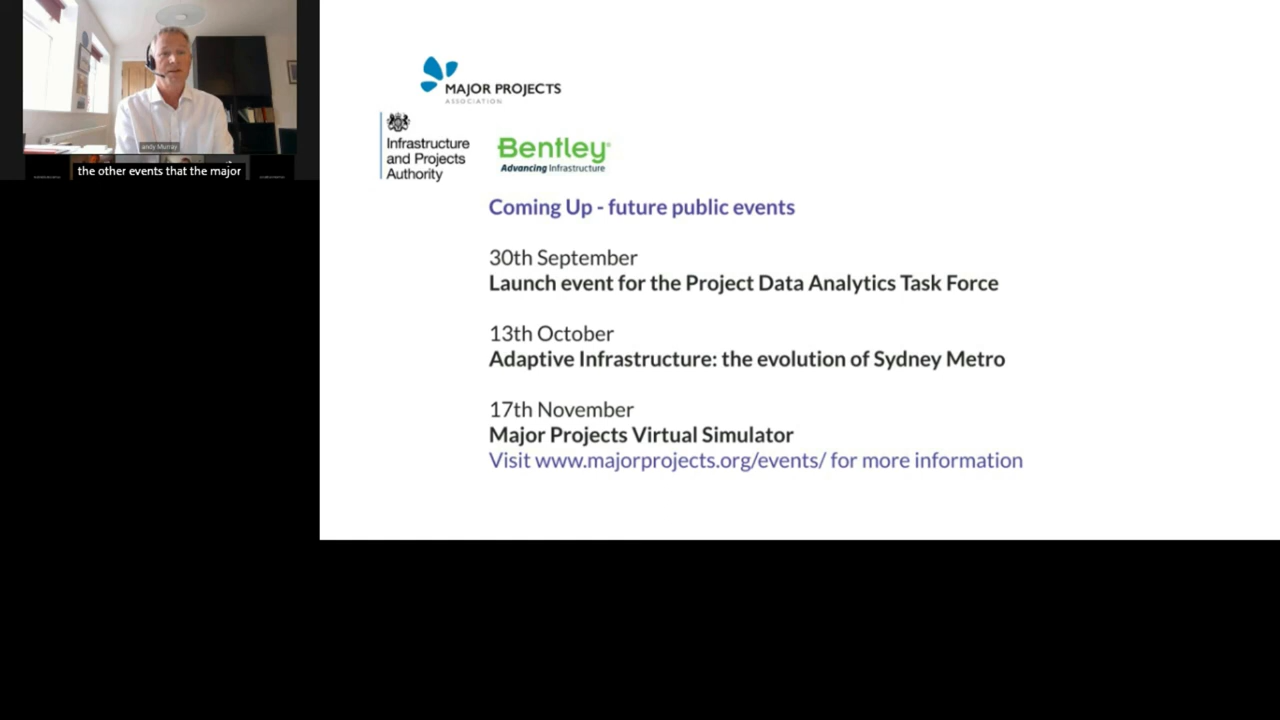 andy Murray
the other events that the major
MAJOR PROJECTS
ASSOCIATION
Infrastructure
and Projects
Authority
Bentley®
Advancing Infrastructure
Coming Up - future public events
30th September
Launch event for the Project Data Analytics Task Force
13th October
Adaptive Infrastructure: the evolution of Sydney Metro
17th November
Major Projects Virtual Simulator
Visit www.majorprojects.org/events/ for more information